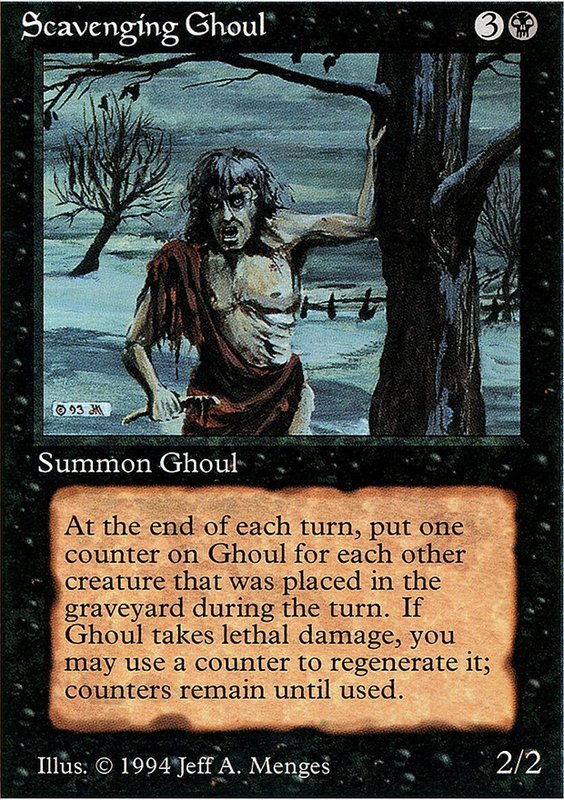 Scavenging Ghoul 3
© 93 JM
Summon Ghoul
At the end of each turn, put one
counter on Ghoul for each other
creature that was placed in the
graveyard during the turn. If
Ghoul takes lethal damage, you
may use a counter to regenerate it;
counters remain until used.
Illus. © 1994 Jeff A. Menges 2/2